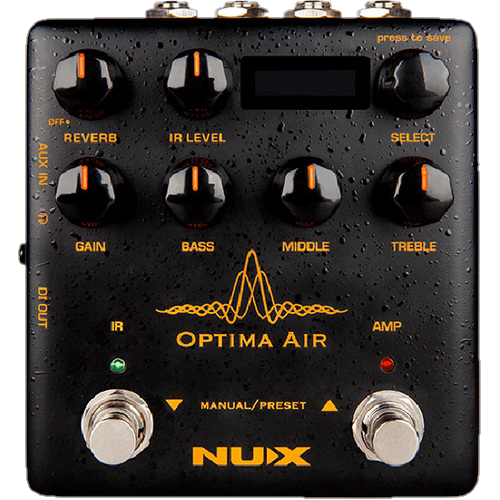 press to save
OFF
REVERB
IR LEVEL
SELECT
AUX IN
GAIN
BASS
MIDDLE
TREBLE
DI OUT
IR
OPTIMA AIR
AMP
MANUAL/PRESET
NUX